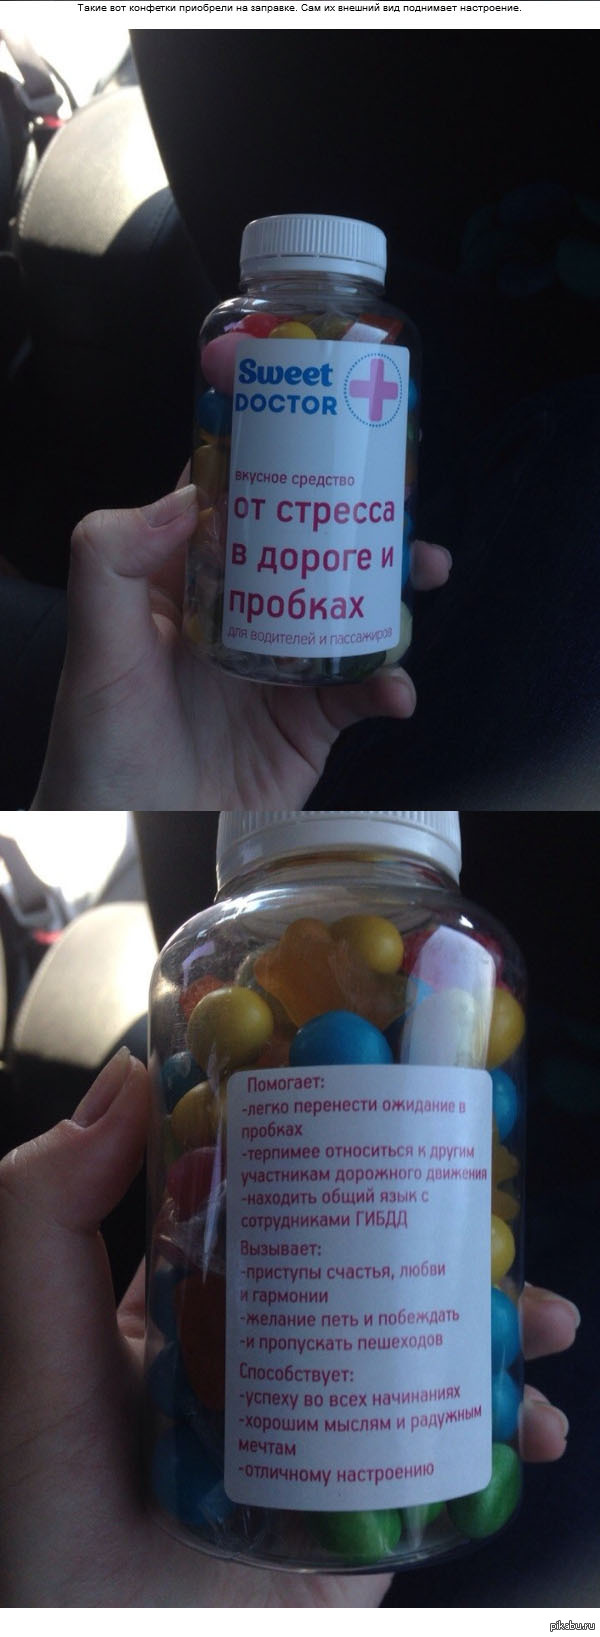 Такие вот конфетки приобрели на заправке. Сам их внешний вид поднимает настроение.
Sweet
DOCTOR
вкусное средство
от стресса
в дороге и
пробках
для водителей и пассажиров
Помогает:
-легко перенести ожидание в
пробках
-терпимее относиться к другим
участникам дорожного движения
-находить общий язык с
сотрудниками ГИБДД
Вызывает:
-приступы счастья, любви
и гармонии
-желание петь и побеждать
-и пропускать пешеходов
Способствует:
-успеху во всех начинаниях
-хорошим мыслям и радужным
мечтам
-отличному настроению
pikabu.ru